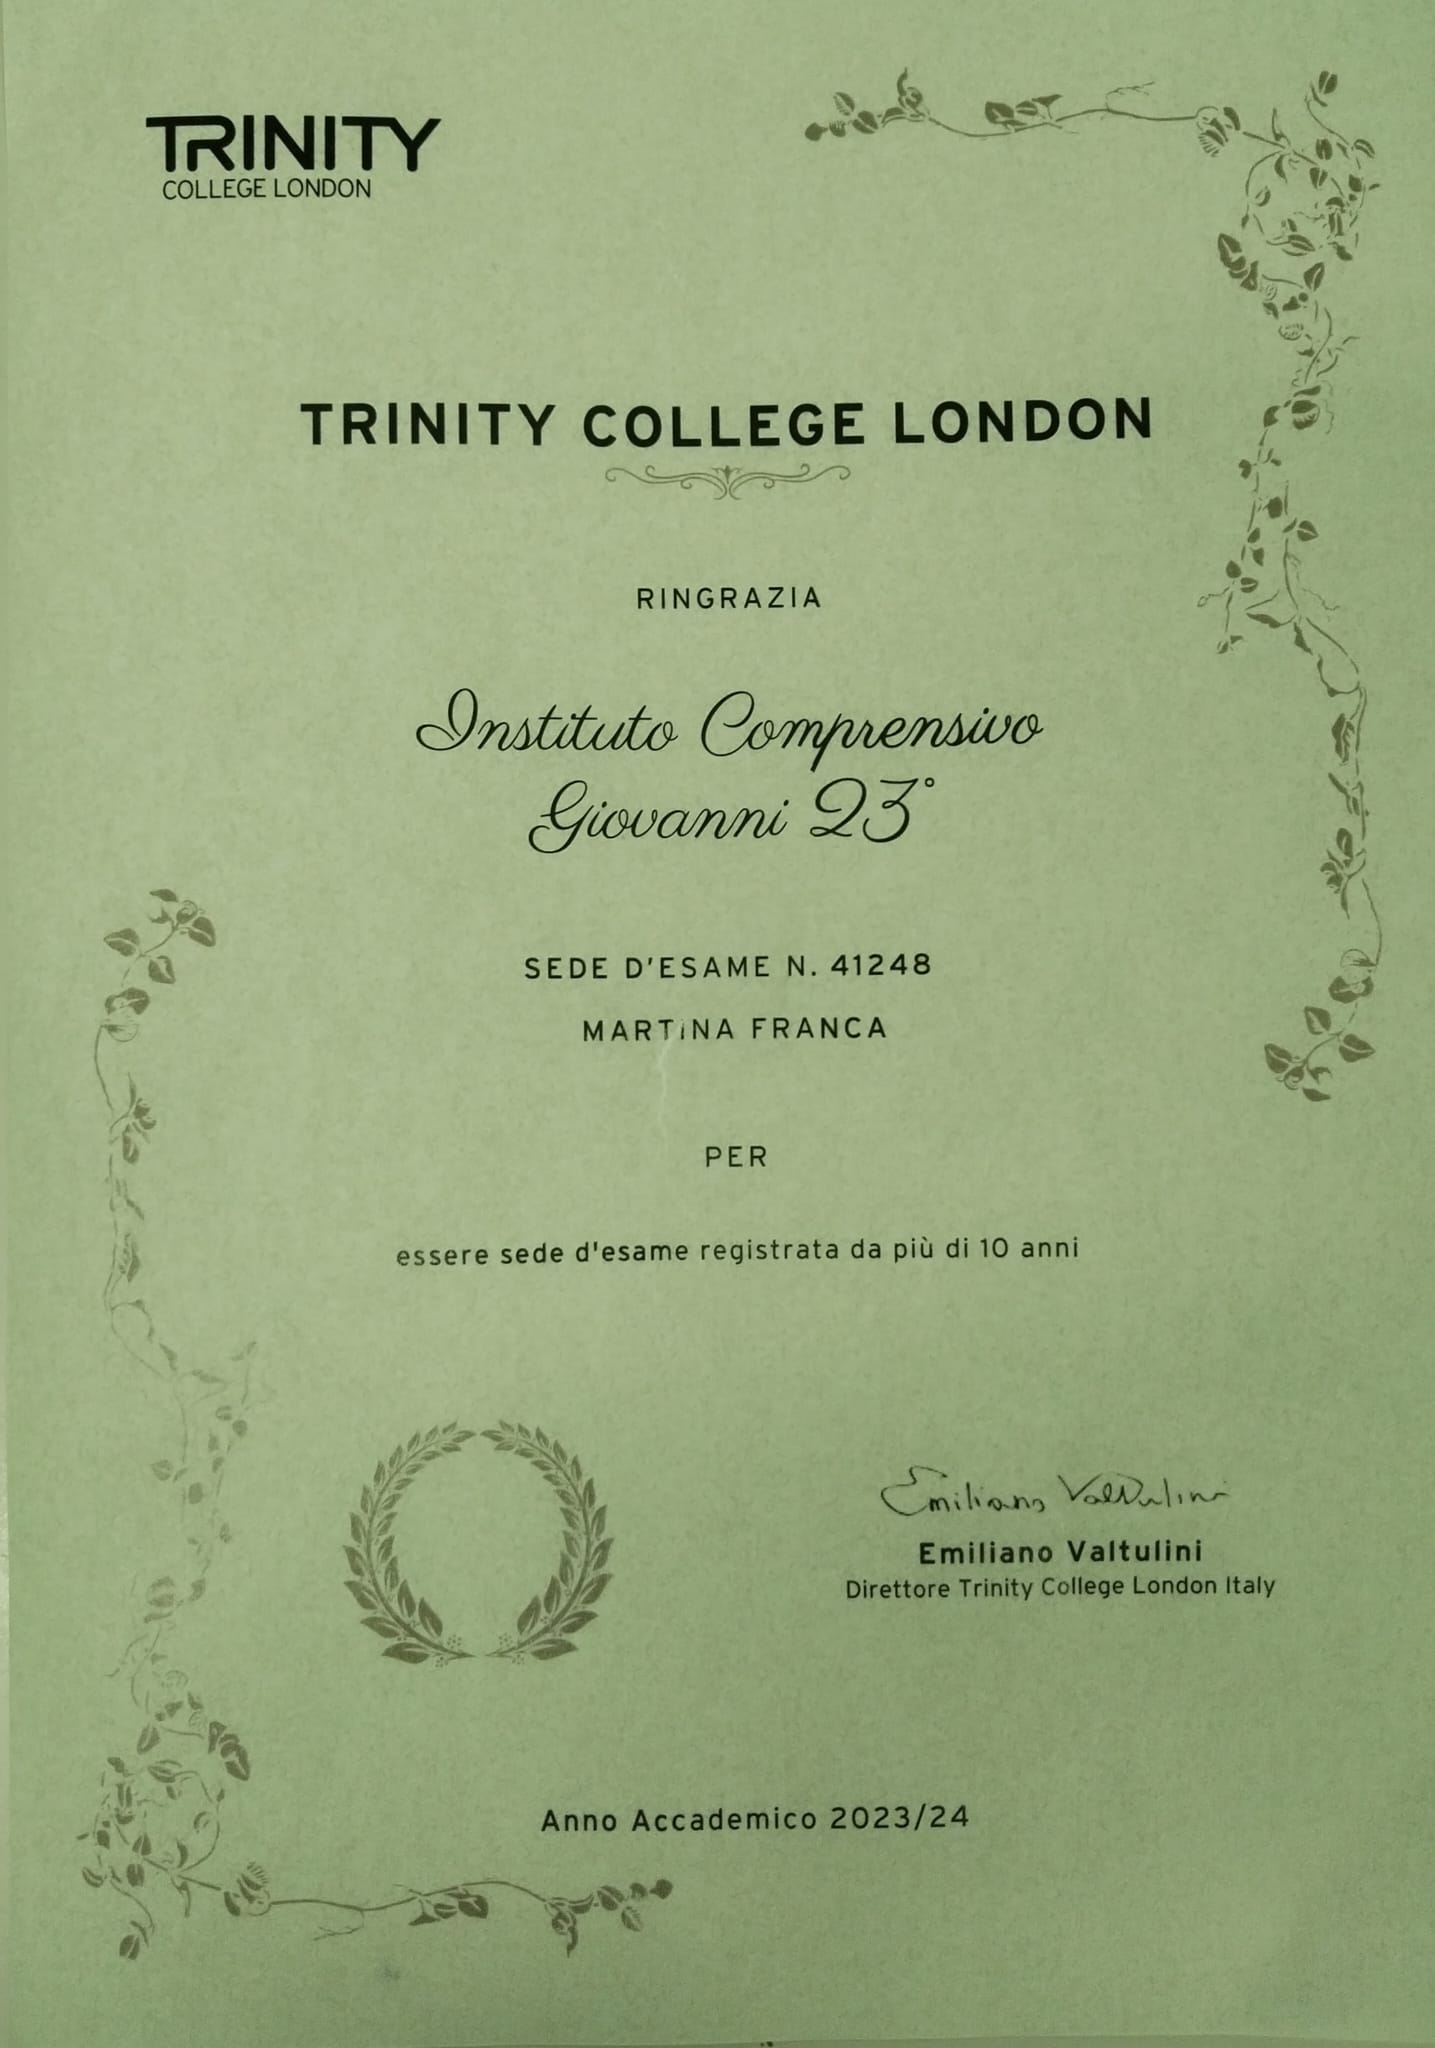 TRINITY
COLLEGE LONDON
TRINITY COLLEGE LONDON
RINGRAZIA
Instituto Comprensivo
Giovanni 23°
SEDE D'ESAME N. 41248
MARTINA FRANCA
PER
essere sede d'esame registrata da più di 10 anni
Emiliano Valtulini
Emiliano Valtulini
Direttore Trinity College London Italy
Anno Accademico 2023/24